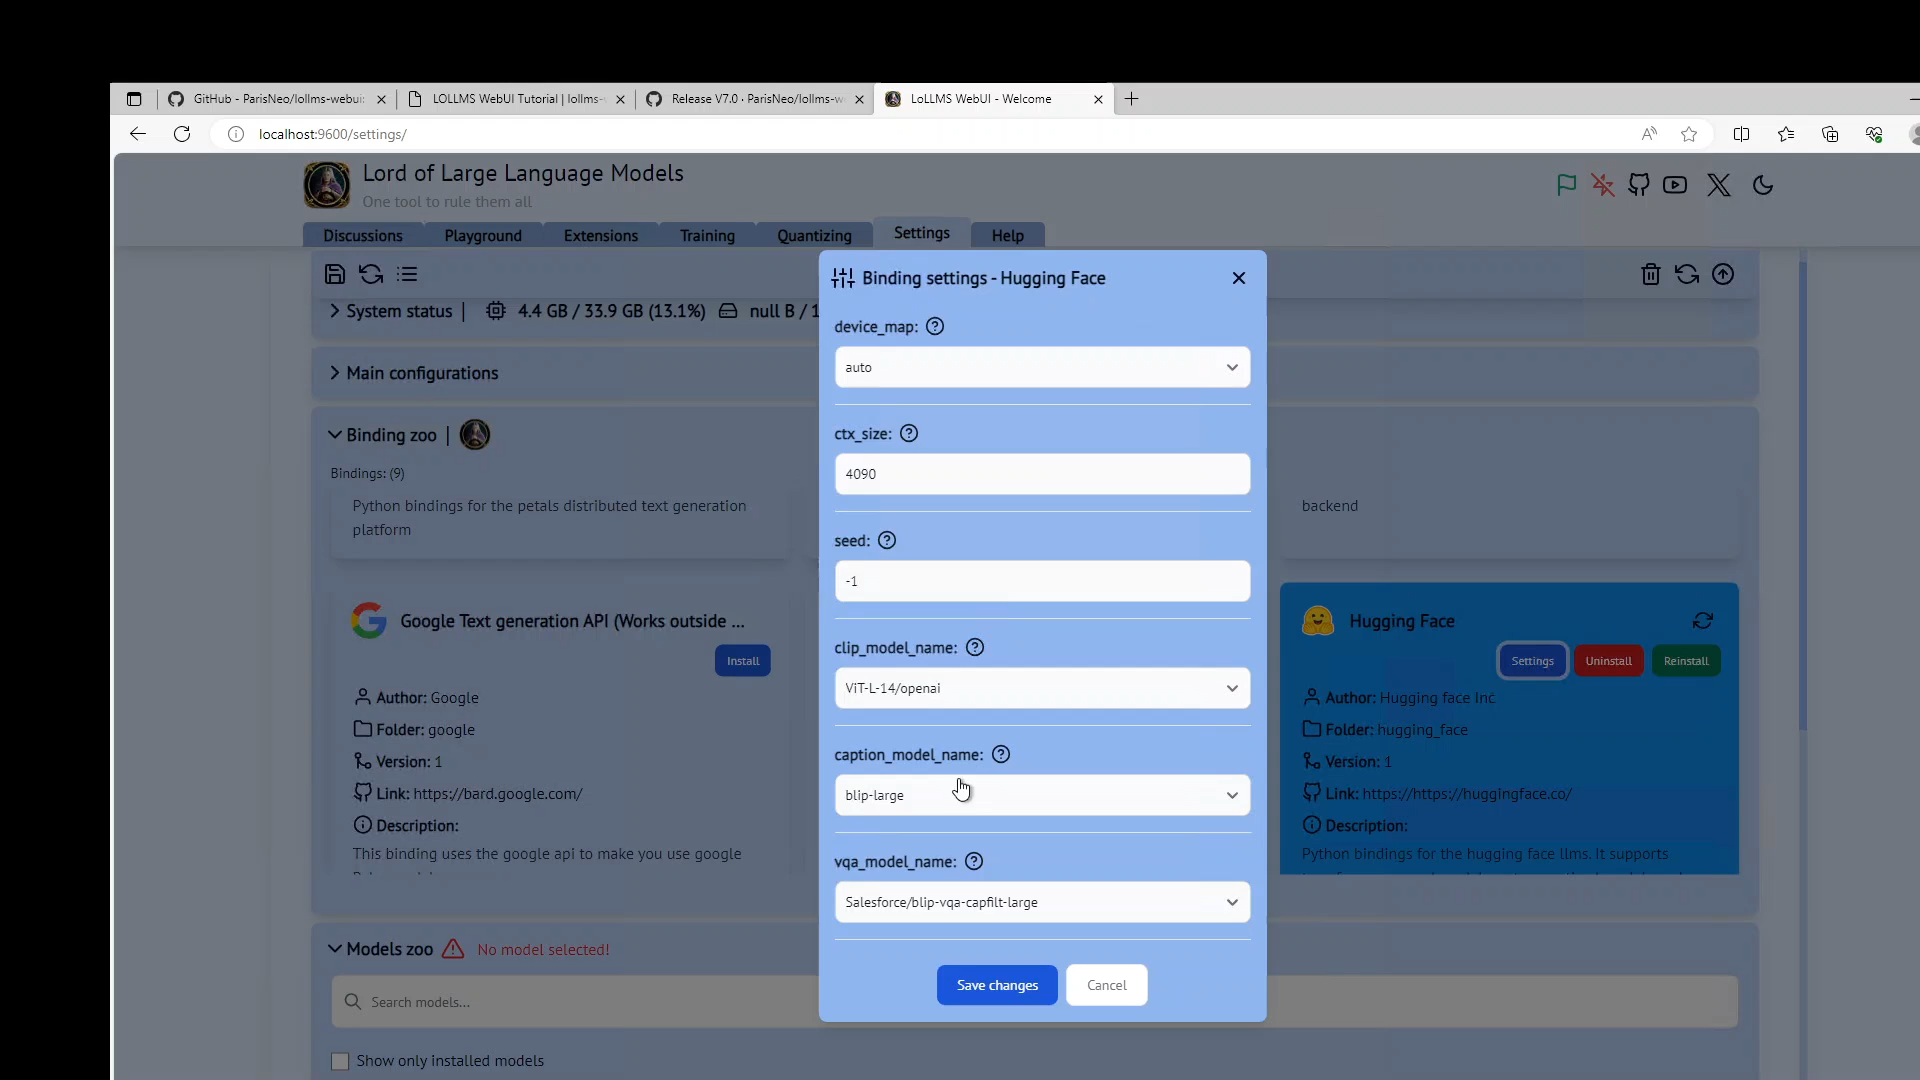 GitHub - ParisNeo/lollms-webui:
LOLLMS WebUI Tutorial | lollms-
Release V7.0 · ParisNeo/lollms-w
LoLLMS WebUI - Welcome
localhost:9600/settings/
Lord of Large Language Models
One tool to rule them all
Discussions
Playground
Extensions
Training
Quantizing
Settings
Help
System status | 4.4 GB / 33.9 GB (13.1%) null B / 1
Main configurations
Binding zoo |
Bindings: (9)
Python bindings for the petals distributed text generation
platform
backend
Google Text generation API (Works outside ...
Install
Author: Google
Folder: google
Version: 1
Link: https://bard.google.com/
Description:
This binding uses the google api to make you use google
Binding settings - Hugging Face
device_map:
auto
ctx_size:
4090
seed:
-1
clip_model_name:
ViT-L-14/openai
caption_model_name:
blip-large
vqa_model_name:
Salesforce/blip-vqa-capfilt-large
Save changes
Cancel
Hugging Face
Settings
Uninstall
Reinstall
Author: Hugging face Inc
Folder: hugging_face
Version: 1
Link: https://https://huggingface.co/
Description:
Python bindings for the hugging face llms. It supports
Models zoo No model selected!
Search models...
Show only installed models